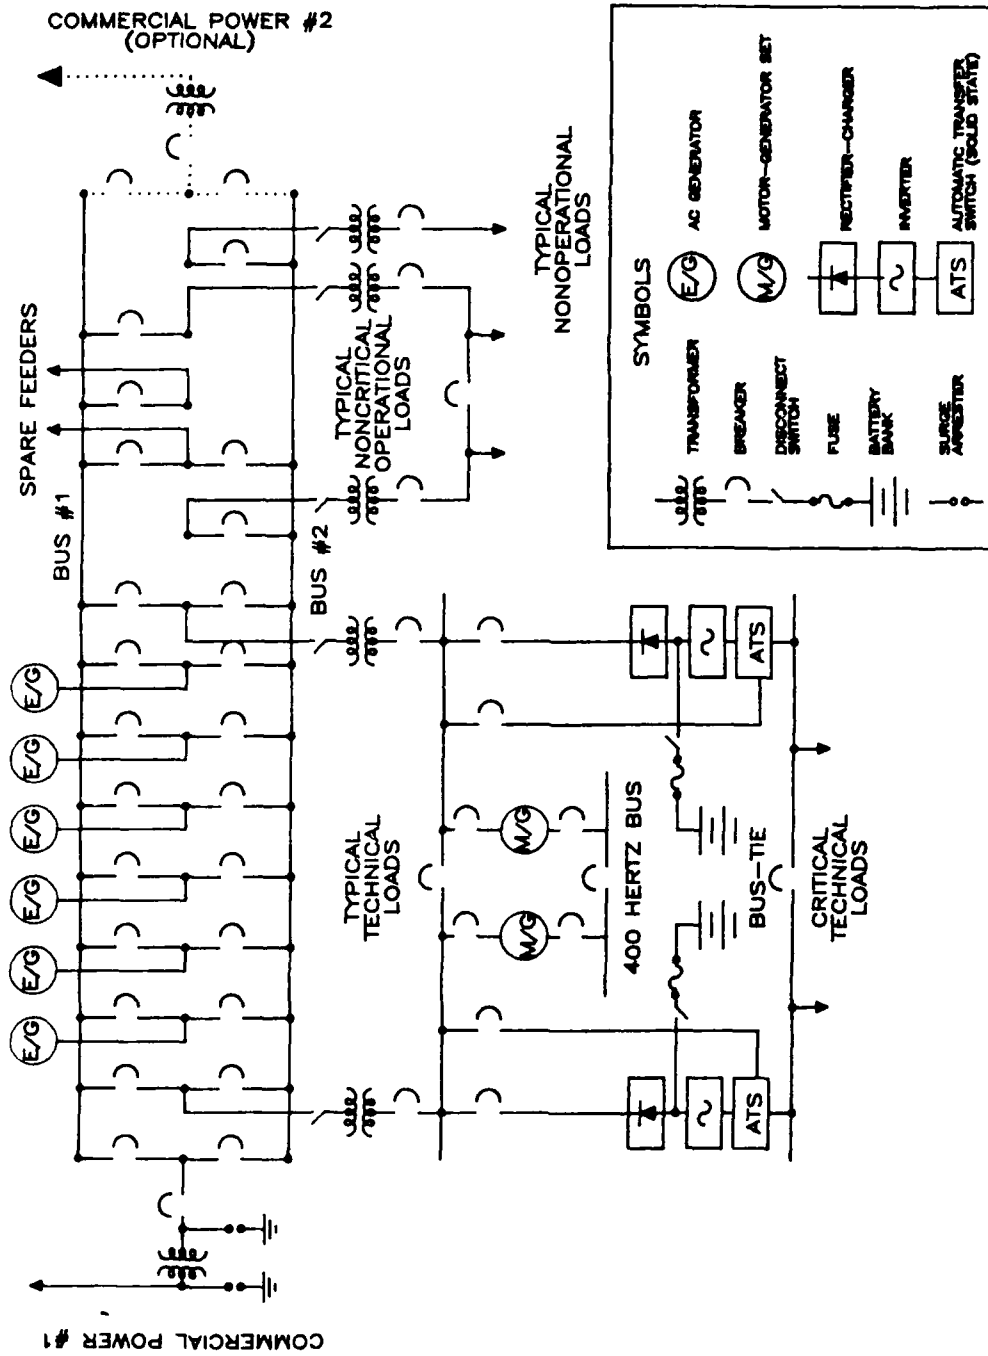 COMMERCIAL POWER #2
(OPTIONAL)
SPARE FEEDERS
BUS #1
BUS #2
E/G
E/G
E/G
E/G
E/G
E/G
COMMERCIAL POWER #1
TYPICAL
NONCRITICAL
OPERATIONAL
LOADS
TYPICAL
NONOPERATIONAL
LOADS
TYPICAL
TECHNICAL
LOADS
M/G
M/G
400 HERTZ BUS
BUS-TIE
ATS
ATS
CRITICAL
TECHNICAL
LOADS
SYMBOLS
TRANSFORMER
BREAKER
DISCONNECT
SWITCH
FUSE
BATTERY
BANK
SURGE
ARRESTER
E/G
AC GENERATOR
M/G
MOTOR-GENERATOR SET
RECTIFIER-CHARGER
INVERTER
ATS
AUTOMATIC TRANSFER
SWITCH (SOLID STATE)